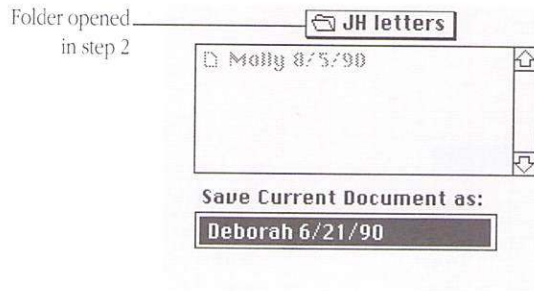 Folder opened
in step 2
JH letters
Molly 8/5/90
Save Current Document as:
Deborah 6/21/90